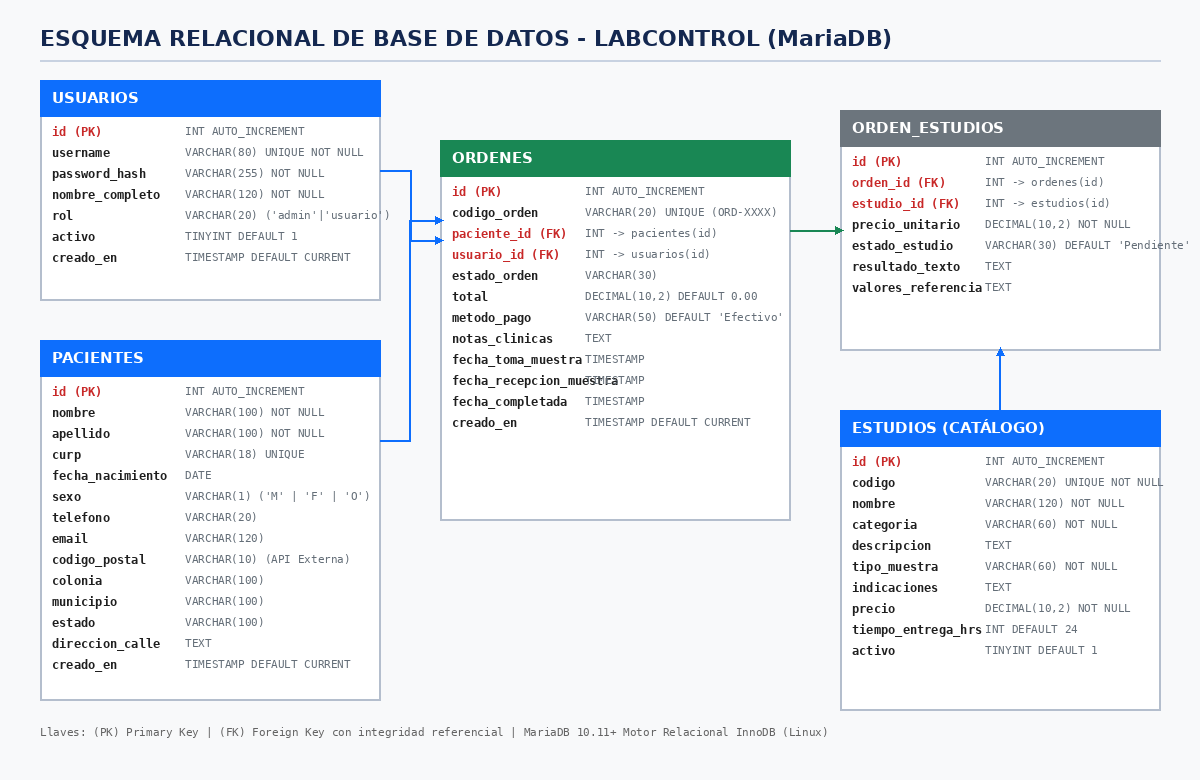 ESQUEMA RELACIONAL DE BASE DE DATOS - LABCONTROL (MariaDB)
USUARIOS
id (PK) INT AUTO_INCREMENT
username VARCHAR(80) UNIQUE NOT NULL
password_hash VARCHAR(255) NOT NULL
nombre_completo VARCHAR(120) NOT NULL
rol VARCHAR(20) ('admin'|'usuario')
activo TINYINT DEFAULT 1
creado_en TIMESTAMP DEFAULT CURRENT
PACIENTES
id (PK) INT AUTO_INCREMENT
nombre VARCHAR(100) NOT NULL
apellido VARCHAR(100) NOT NULL
curp VARCHAR(18) UNIQUE
fecha_nacimiento DATE
sexo VARCHAR(1) ('M' | 'F' | 'O')
telefono VARCHAR(20)
email VARCHAR(120)
codigo_postal VARCHAR(10) (API Externa)
colonia VARCHAR(100)
municipio VARCHAR(100)
estado VARCHAR(100)
direccion_calle TEXT
creado_en TIMESTAMP DEFAULT CURRENT
ORDENES
id (PK) INT AUTO_INCREMENT
codigo_orden VARCHAR(20) UNIQUE (ORD-XXXX)
paciente_id (FK) INT -> pacientes(id)
usuario_id (FK) INT -> usuarios(id)
estado_orden VARCHAR(30)
total DECIMAL(10,2) DEFAULT 0.00
metodo_pago VARCHAR(50) DEFAULT 'Efectivo'
notas_clinicas TEXT
fecha_toma_muestra TIMESTAMP
fecha_recepcion_muestra TIMESTAMP
fecha_completada TIMESTAMP
creado_en TIMESTAMP DEFAULT CURRENT
ORDEN_ESTUDIOS
id (PK) INT AUTO_INCREMENT
orden_id (FK) INT -> ordenes(id)
estudio_id (FK) INT -> estudios(id)
precio_unitario DECIMAL(10,2) NOT NULL
estado_estudio VARCHAR(30) DEFAULT 'Pendiente'
resultado_texto TEXT
valores_referencia TEXT
ESTUDIOS (CATÁLOGO)
id (PK) INT AUTO_INCREMENT
codigo VARCHAR(20) UNIQUE NOT NULL
nombre VARCHAR(120) NOT NULL
categoria VARCHAR(60) NOT NULL
descripcion TEXT
tipo_muestra VARCHAR(60) NOT NULL
indicaciones TEXT
precio DECIMAL(10,2) NOT NULL
tiempo_entrega_hrs INT DEFAULT 24
activo TINYINT DEFAULT 1
Llaves: (PK) Primary Key | (FK) Foreign Key con integridad referencial | MariaDB 10.11+ Motor Relacional InnoDB (Linux)